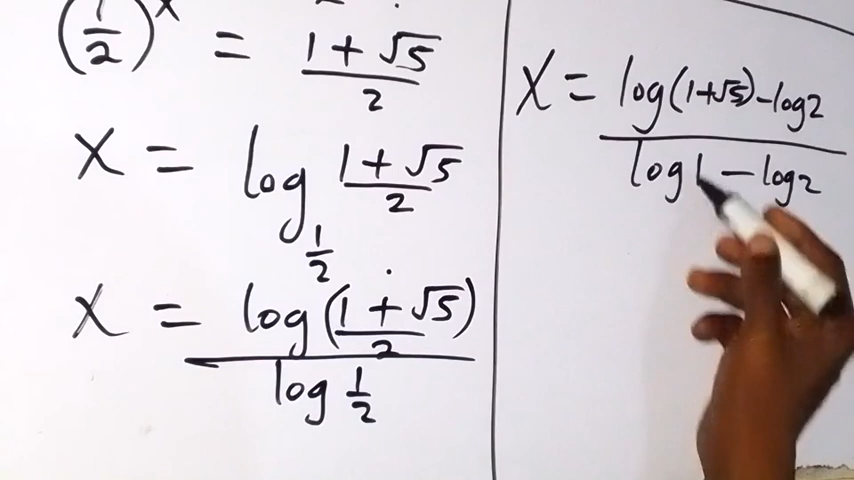 (1/2)^x = (1 + √5)/2
X = log_(1/2) (1 + √5)/2
X = log((1 + √5)/2) / log 1/2
X = (log(1+√5) - log2) / (log1 - log2)